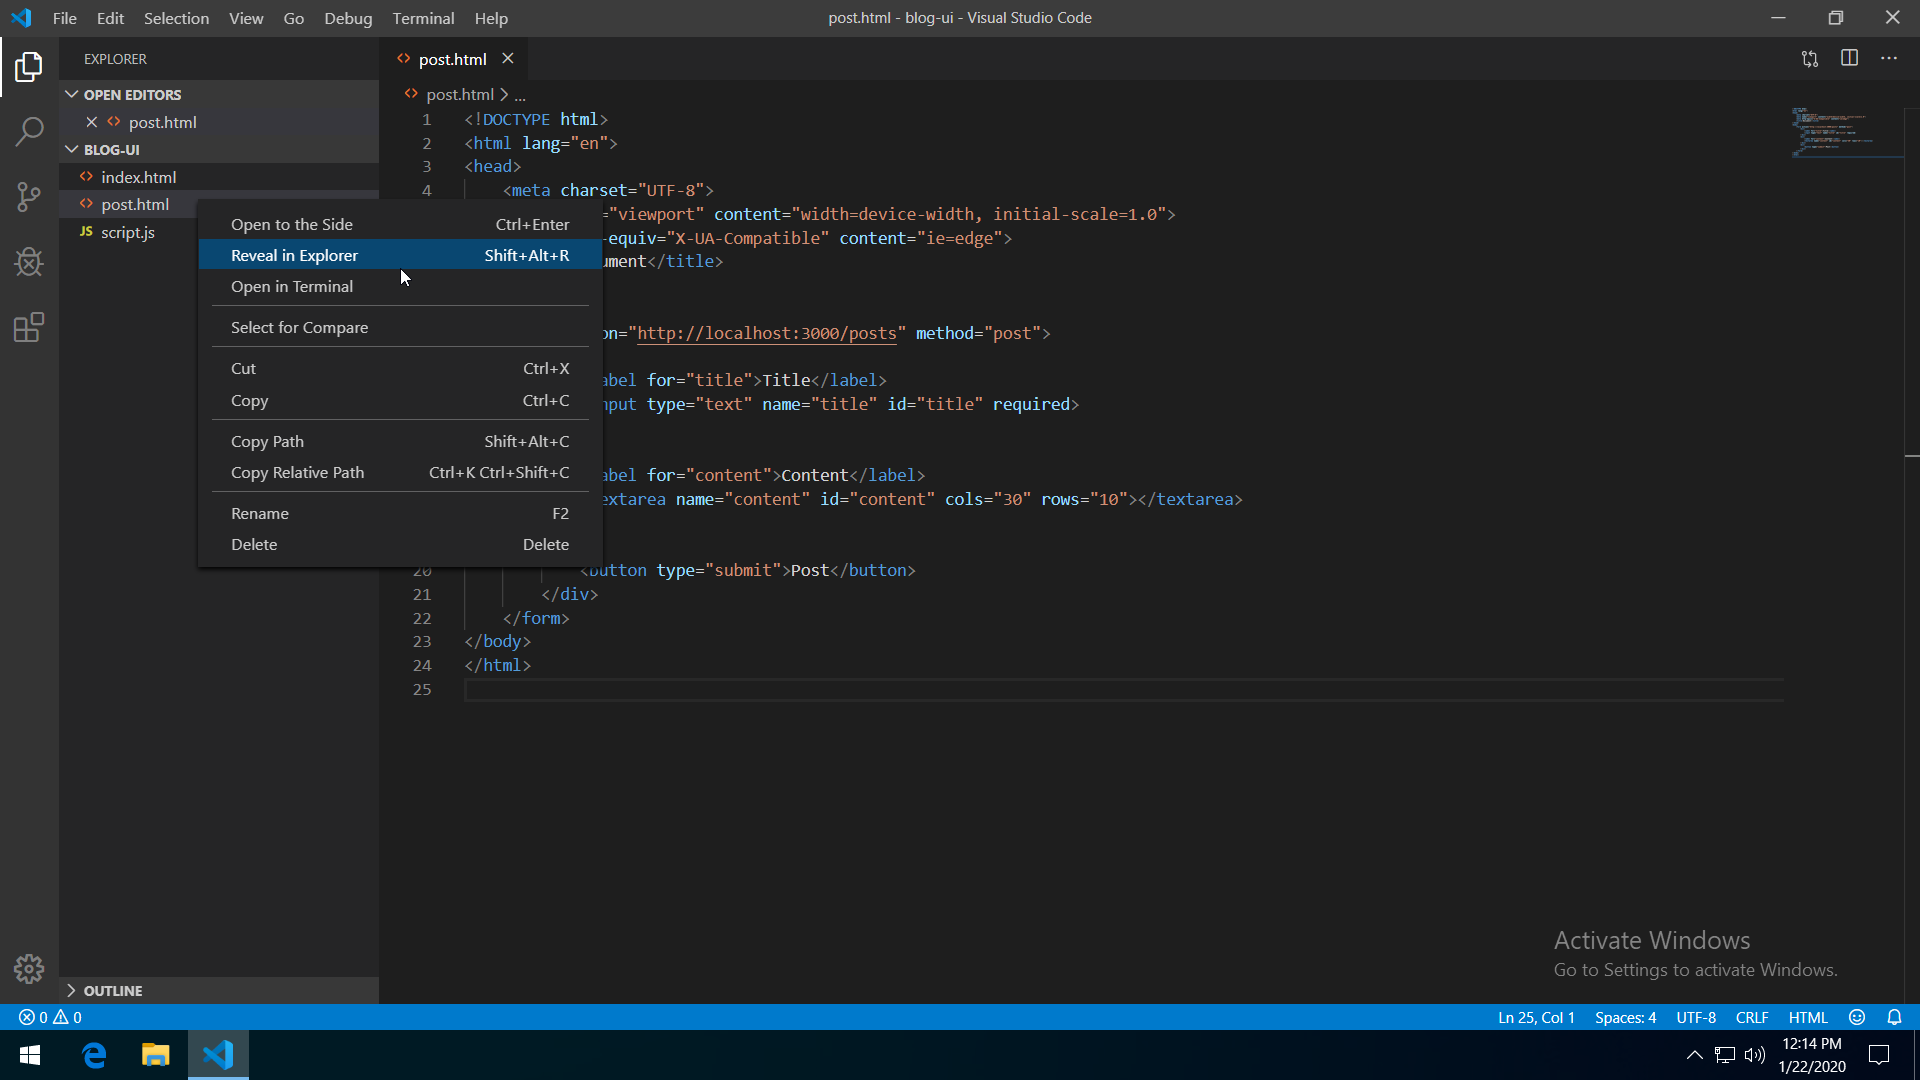 File Edit Selection View Go Debug Terminal Help
post.html - blog-ui - Visual Studio Code
EXPLORER
OPEN EDITORS
post.html
BLOG-UI
index.html
post.html
JS script.js
OUTLINE
post.html
post.html > ...
1 <!DOCTYPE html>
2 <html lang="en">
3 <head>
4 <meta charset="UTF-8">
="viewport" content="width=device-width, initial-scale=1.0">
-equiv="X-UA-Compatible" content="ie=edge">
ument</title>
on="http://localhost:3000/posts" method="post">
abel for="title">Title</label>
nput type="text" name="title" id="title" required>
abel for="content">Content</label>
extarea name="content" id="content" cols="30" rows="10"></textarea>
20 <button type="submit">Post</button>
21 </div>
22 </form>
23 </body>
24 </html>
25
Open to the Side Ctrl+Enter
Reveal in Explorer Shift+Alt+R
Open in Terminal
Select for Compare
Cut Ctrl+X
Copy Ctrl+C
Copy Path Shift+Alt+C
Copy Relative Path Ctrl+K Ctrl+Shift+C
Rename F2
Delete Delete
Activate Windows
Go to Settings to activate Windows.
0 0
Ln 25, Col 1 Spaces: 4 UTF-8 CRLF HTML
12:14 PM
1/22/2020